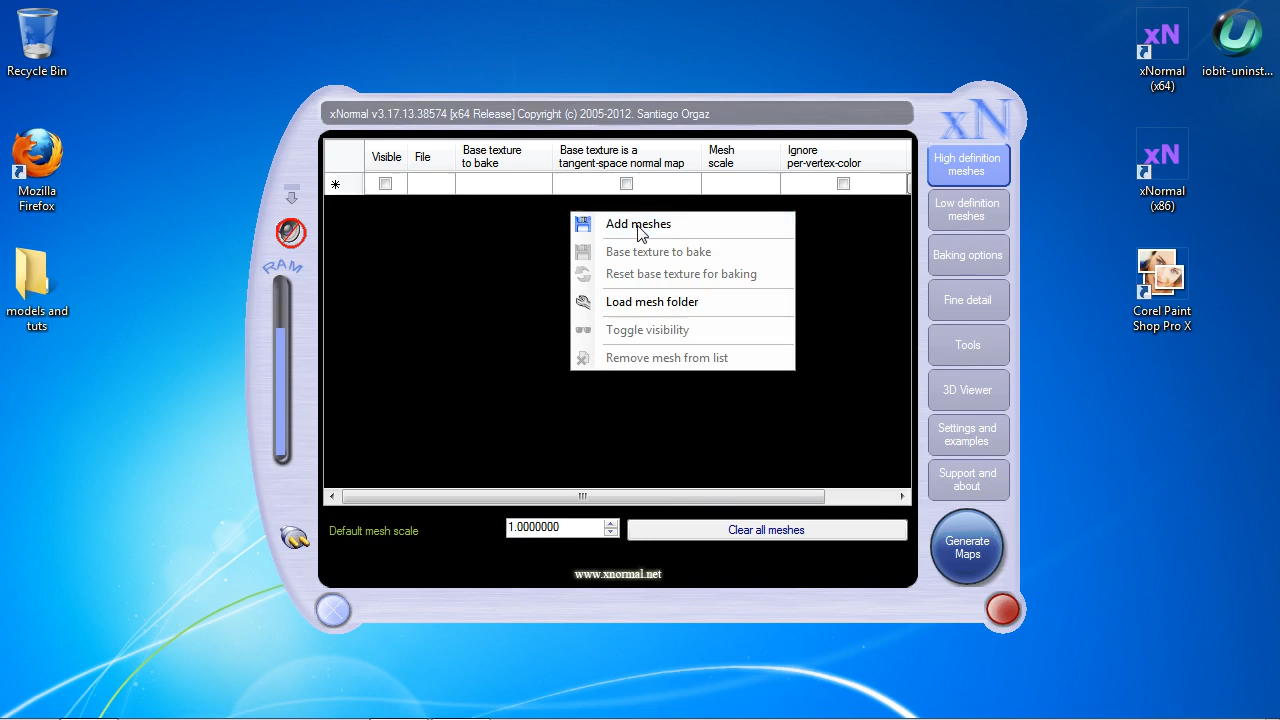 Recycle Bin
Mozilla
Firefox
models and
tuts
xNormal v3.17.13.38574 [x64 Release] Copyright (c) 2005-2012. Santiago Orgaz
xN
Visible
File
Base texture
to bake
Base texture is a
tangent-space normal map
Mesh
scale
Ignore
per-vertex-color
RAM
Add meshes
Base texture to bake
Reset base texture for baking
Load mesh folder
Toggle visibility
Remove mesh from list
Default mesh scale
1.0000000
Clear all meshes
www.xnormal.net
High definition
meshes
Low definition
meshes
Baking options
Fine detail
Tools
3D Viewer
Settings and
examples
Support and
about
Generate
Maps
xN
xNormal
(x64)
iobit-uninst...
xN
xNormal
(x86)
Corel Paint
Shop Pro X